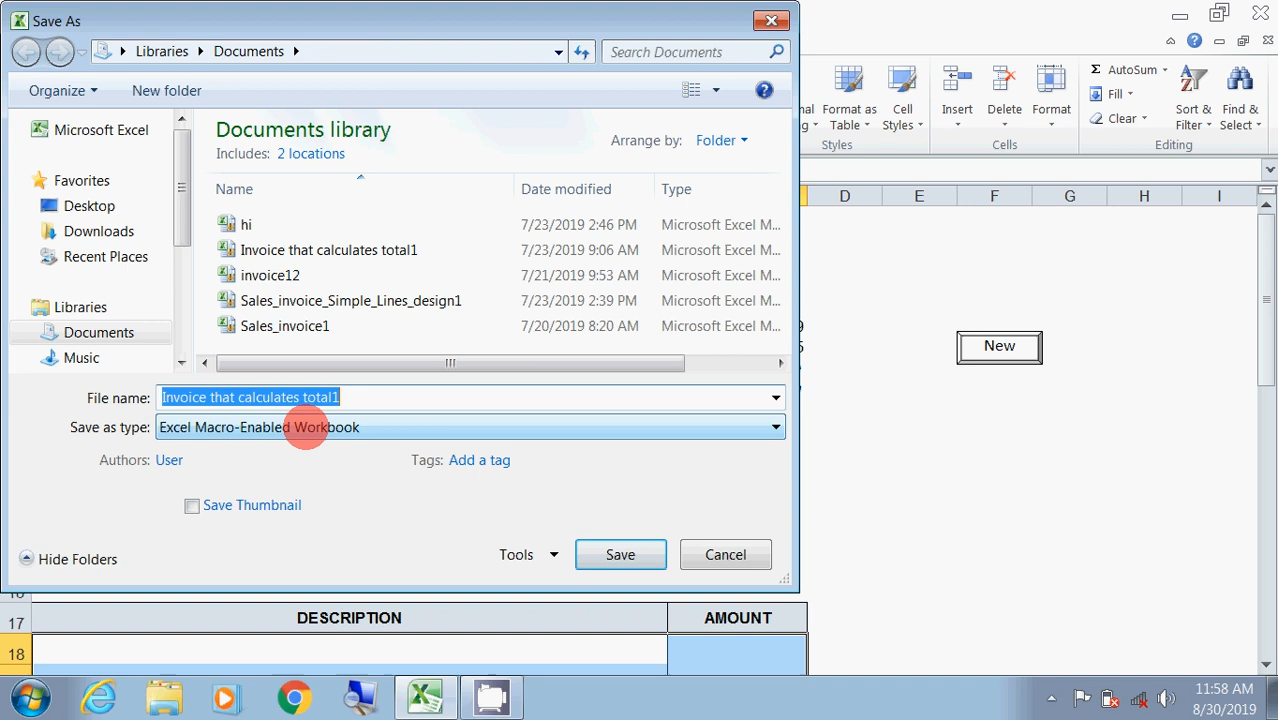 Save As
Libraries Documents Search Documents
Organize New folder
Microsoft Excel
Favorites
Desktop
Downloads
Recent Places
Libraries
Documents
Music
Documents library
Includes: 2 locations
Arrange by: Folder
Name Date modified Type
hi 7/23/2019 2:46 PM Microsoft Excel M...
Invoice that calculates total1 7/23/2019 9:06 AM Microsoft Excel M...
invoice12 7/21/2019 9:53 AM Microsoft Excel M...
Sales_invoice_Simple_Lines_design1 7/23/2019 2:39 PM Microsoft Excel M...
Sales_invoice1 7/20/2019 8:20 AM Microsoft Excel M...
File name: Invoice that calculates total1
Save as type: Excel Macro-Enabled Workbook
Authors: User Tags: Add a tag
Save Thumbnail
Hide Folders Tools Save Cancel
Format as Table Cell Styles Insert Delete Format
AutoSum
Fill
Clear
Sort & Filter Find & Select
Styles Cells Editing
D E F G H I
9
5
New
17 DESCRIPTION AMOUNT
18
11:58 AM
8/30/2019